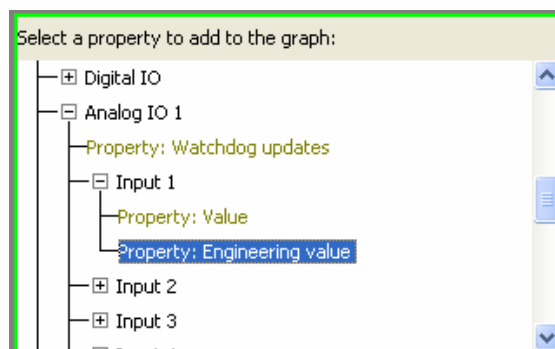 Select a property to add to the graph:
Digital IO
Analog IO 1
Property: Watchdog updates
Input 1
Property: Value
Property: Engineering value
Input 2
Input 3